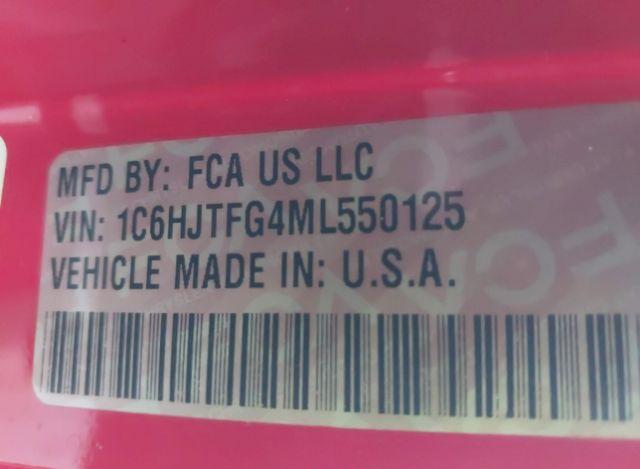 MFD BY: FCA US LLC
VIN: 1C6HJTFG4ML550125
VEHICLE MADE IN: U.S.A.